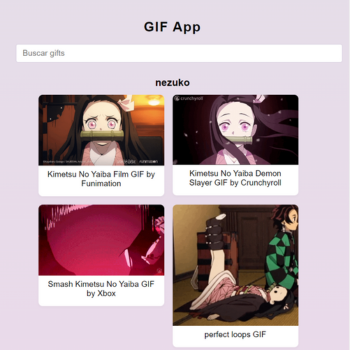 GIF App
Buscar gifts
nezuko
Kimetsu No Yaiba Film GIF by
Funimation
crunchyroll
Kimetsu No Yaiba Demon
Slayer GIF by Crunchyroll
Smash Kimetsu No Yaiba GIF
by Xbox
perfect loops GIF